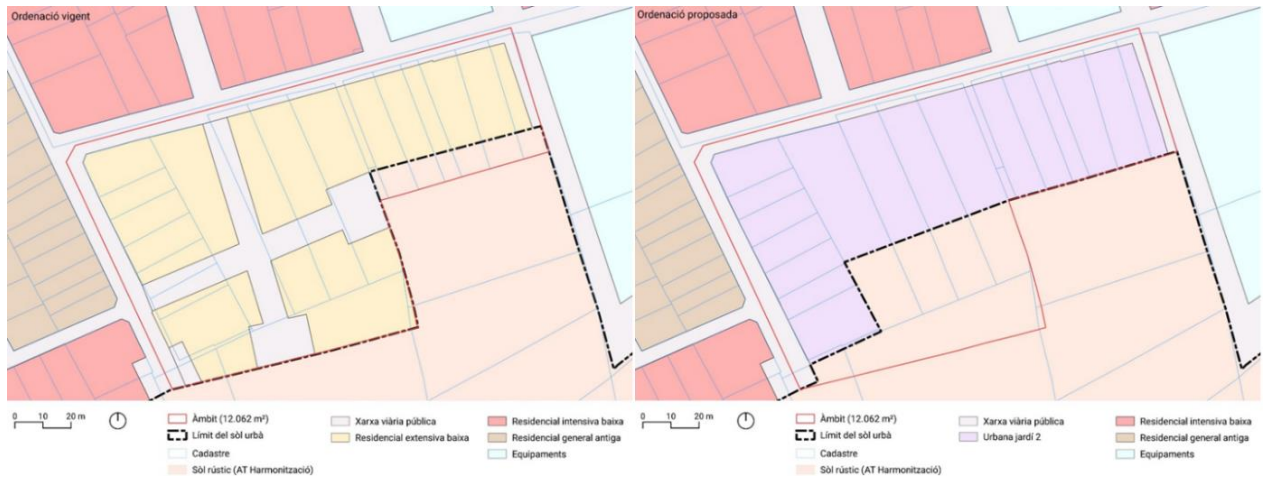 Ordenació vigent
0 10 20 m
Àmbit (12.062 m²)
Límit del sòl urbà
Cadastre
Sòl rústic (AT Harmonització)
Xarxa viària pública
Residencial extensiva baixa
Residencial intensiva baixa
Residencial general antiga
Equipaments
Ordenació proposada
0 10 20 m
Àmbit (12.062 m²)
Límit del sòl urbà
Cadastre
Sòl rústic (AT Harmonització)
Xarxa viària pública
Urbana jardí 2
Residencial intensiva baixa
Residencial general antiga
Equipaments